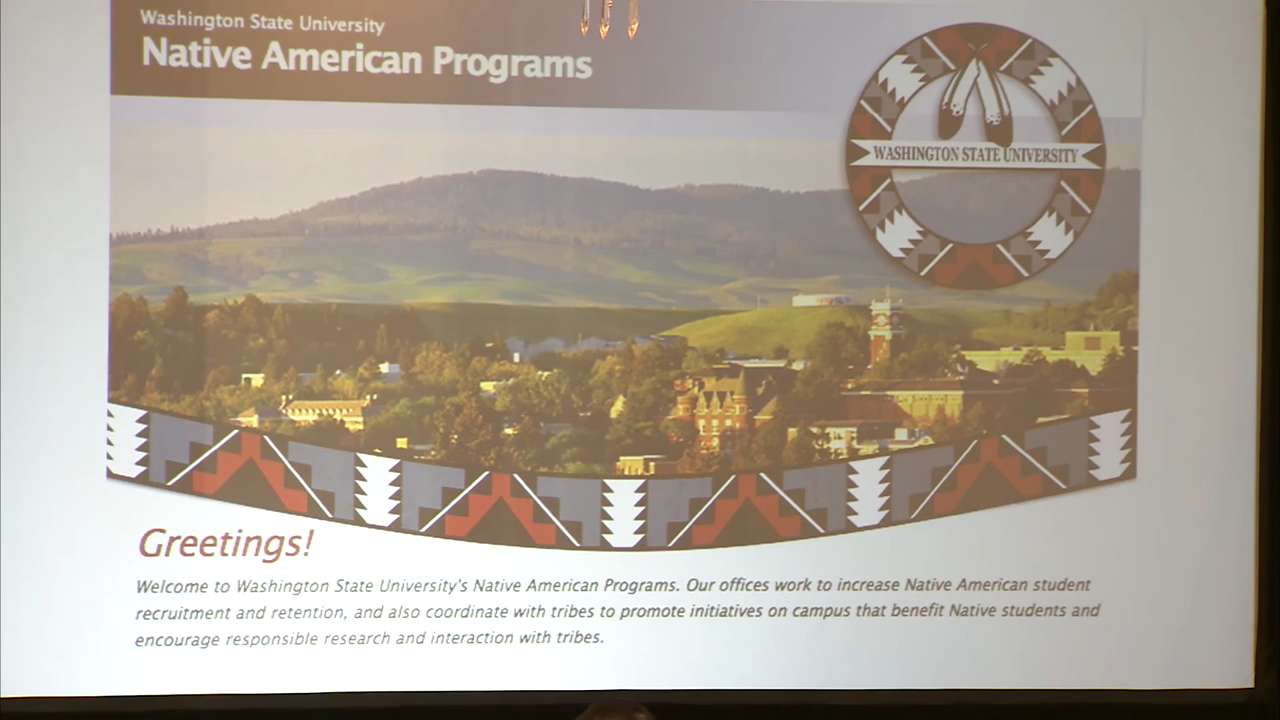 Washington State University
Native American Programs
WASHINGTON STATE UNIVERSITY
Greetings!
Welcome to Washington State University's Native American Programs. Our offices work to increase Native American student
recruitment and retention, and also coordinate with tribes to promote initiatives on campus that benefit Native students and
encourage responsible research and interaction with tribes.